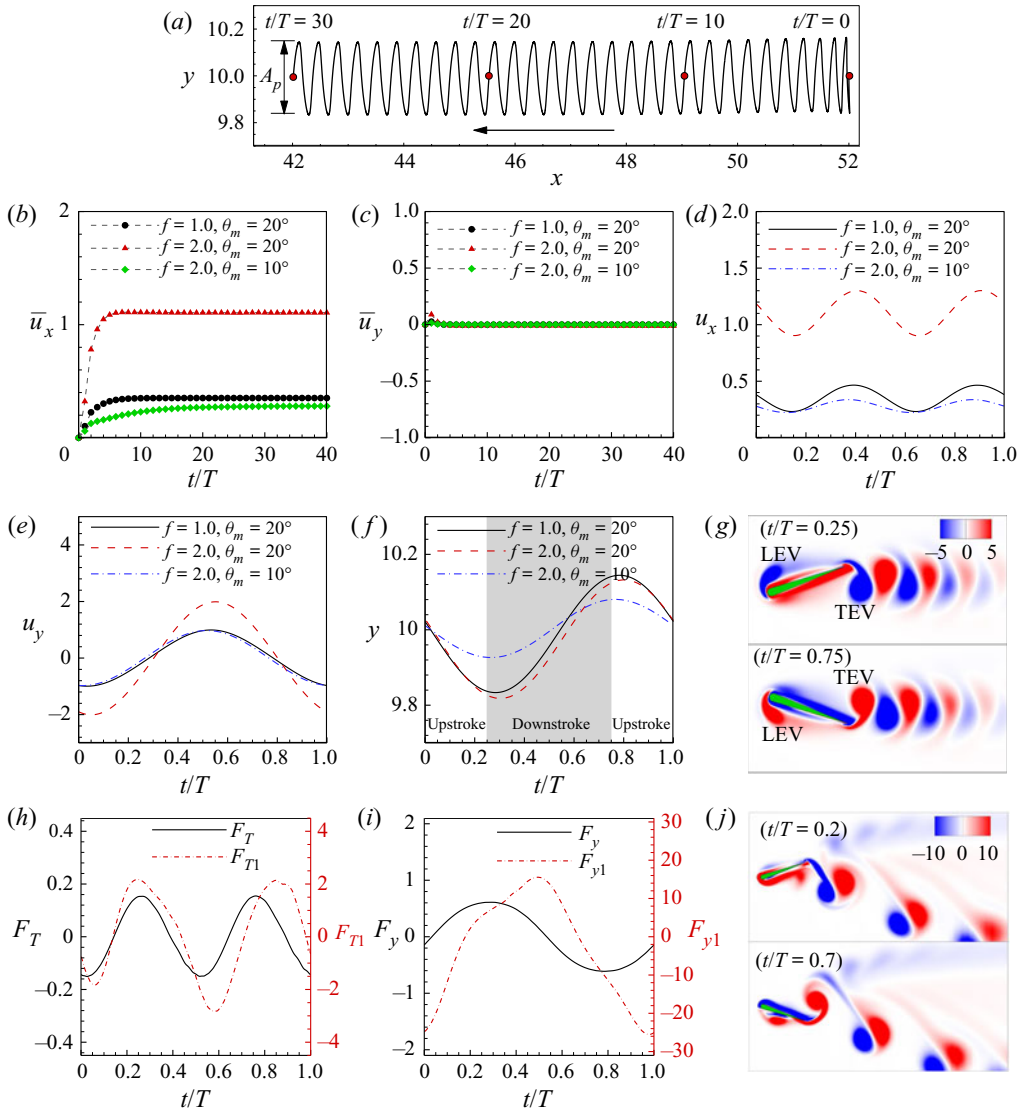 (a)
t/T = 30
t/T = 20
t/T = 10
t/T = 0
10.2
10.0
9.8
y
A_p
42
44
46
48
50
52
x
(b)
f = 1.0, θ_m = 20°
f = 2.0, θ_m = 20°
f = 2.0, θ_m = 10°
2
1
0
10
20
30
40
u̅_x
t/T
(c)
f = 1.0, θ_m = 20°
f = 2.0, θ_m = 20°
f = 2.0, θ_m = 10°
1.0
0.5
0
−0.5
−1.0
0
10
20
30
40
u̅_y
t/T
(d)
f = 1.0, θ_m = 20°
f = 2.0, θ_m = 20°
f = 2.0, θ_m = 10°
2.0
1.5
1.0
0.5
0
0.2
0.4
0.6
0.8
1.0
u_x
t/T
(e)
f = 1.0, θ_m = 20°
f = 2.0, θ_m = 20°
f = 2.0, θ_m = 10°
4
2
0
−2
0
0.2
0.4
0.6
0.8
1.0
u_y
t/T
(f)
f = 1.0, θ_m = 20°
f = 2.0, θ_m = 20°
f = 2.0, θ_m = 10°
10.2
10
9.8
y
Upstroke
Downstroke
Upstroke
0
0.2
0.4
0.6
0.8
1.0
t/T
(g)
(t/T = 0.25)
−5 0 5
LEV
TEV
(t/T = 0.75)
TEV
LEV
(h)
F_T
F_T1
0.4
0.2
0
−0.2
−0.4
4
2
0
−2
−4
F_T
F_T1
0
0.2
0.4
0.6
0.8
1.0
t/T
(i)
F_y
F_y1
2
1
0
−1
−2
30
20
10
0
−10
−20
−30
F_y
F_y1
0
0.2
0.4
0.6
0.8
1.0
t/T
(j)
(t/T = 0.2)
−10 0 10
(t/T = 0.7)